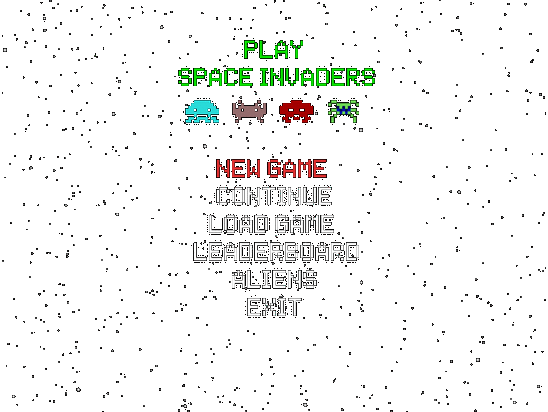 PLAY
SPACE INVADERS
NEW GAME
CONTINUE
LOAD GAME
LEADERBOARD
ALIENS
EXIT